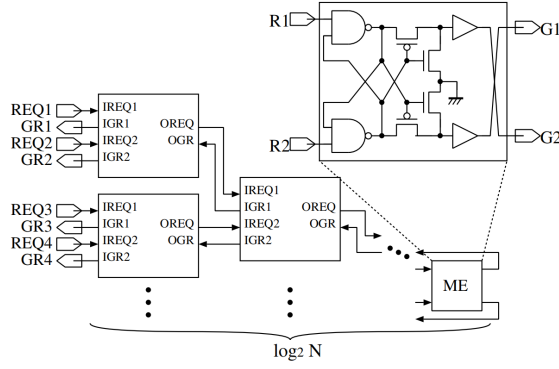 R1
G1
R2
G2
REQ1
GR1
REQ2
GR2
IREQ1
IGR1
IREQ2
IGR2
OREQ
OGR
REQ3
GR3
REQ4
GR4
IREQ1
IGR1
IREQ2
IGR2
OREQ
OGR
IREQ1
IGR1
IREQ2
IGR2
OREQ
OGR
ME
log2 N